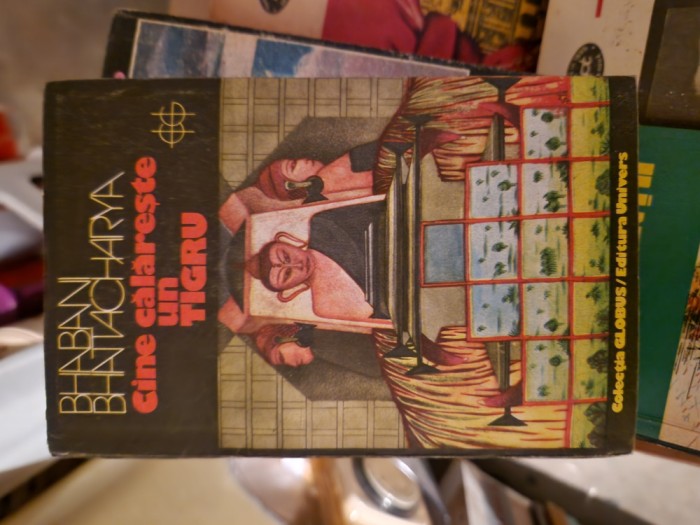 BHABANI
BHATTACHARYA
Cine călărește
un
TIGRU
Colecția GLOBUS / Editura Univers